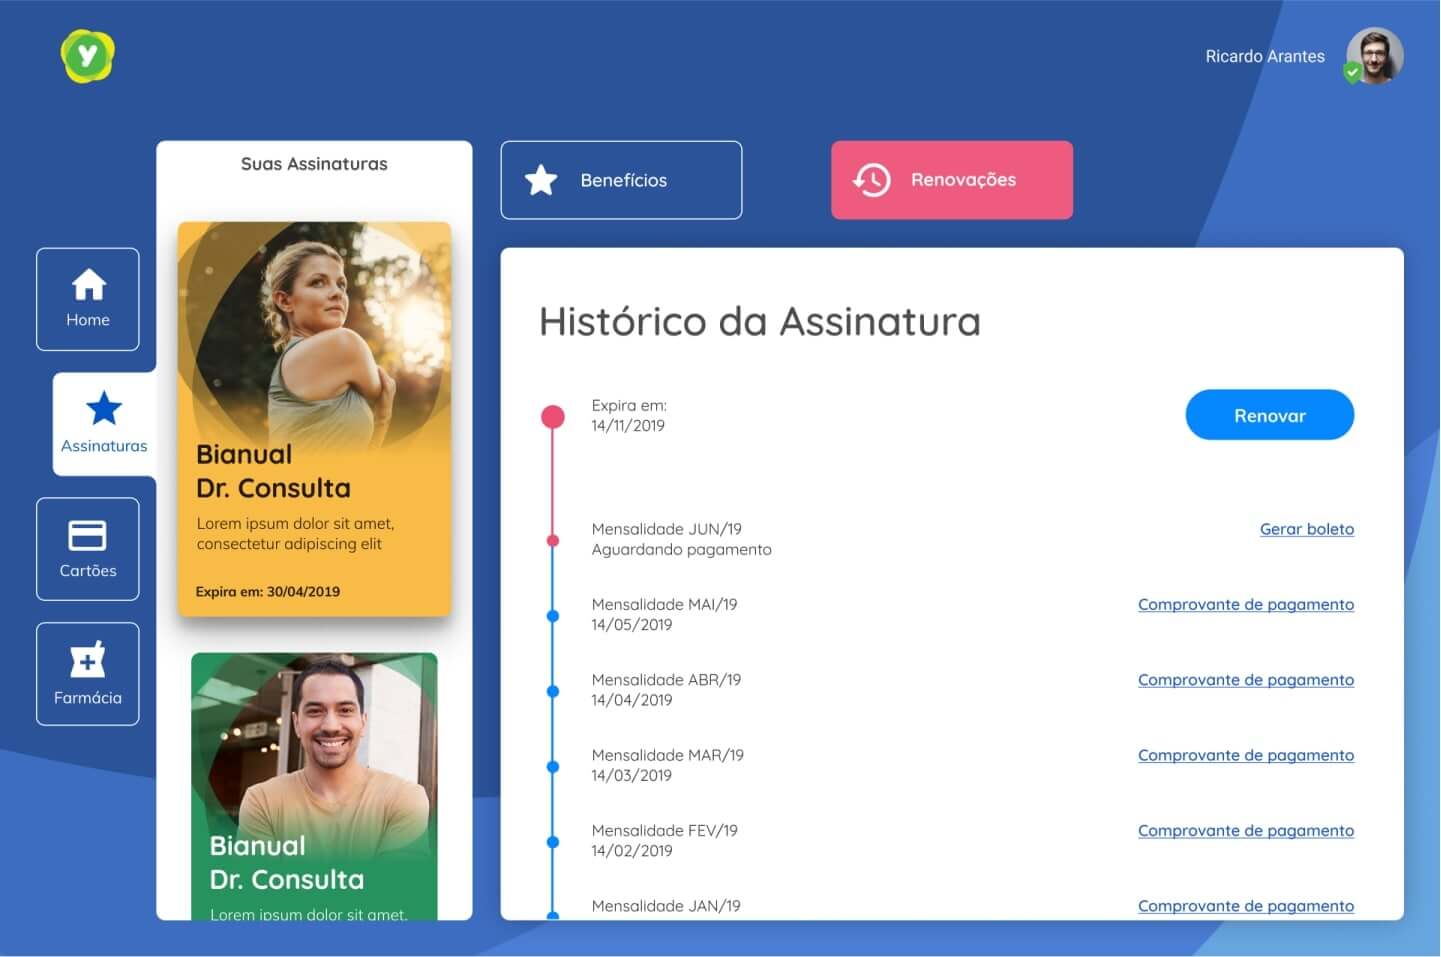 y
Ricardo Arantes
Suas Assinaturas
Benefícios
Renovações
Home
Assinaturas
Cartões
Farmácia
Bianual
Dr. Consulta
Lorem ipsum dolor sit amet,
consectetur adipiscing elit
Expira em: 30/04/2019
Bianual
Dr. Consulta
Lorem ipsum dolor sit amet,
Histórico da Assinatura
Expira em:
14/11/2019
Renovar
Mensalidade JUN/19
Aguardando pagamento
Gerar boleto
Mensalidade MAI/19
14/05/2019
Comprovante de pagamento
Mensalidade ABR/19
14/04/2019
Comprovante de pagamento
Mensalidade MAR/19
14/03/2019
Comprovante de pagamento
Mensalidade FEV/19
14/02/2019
Comprovante de pagamento
Mensalidade JAN/19
Comprovante de pagamento